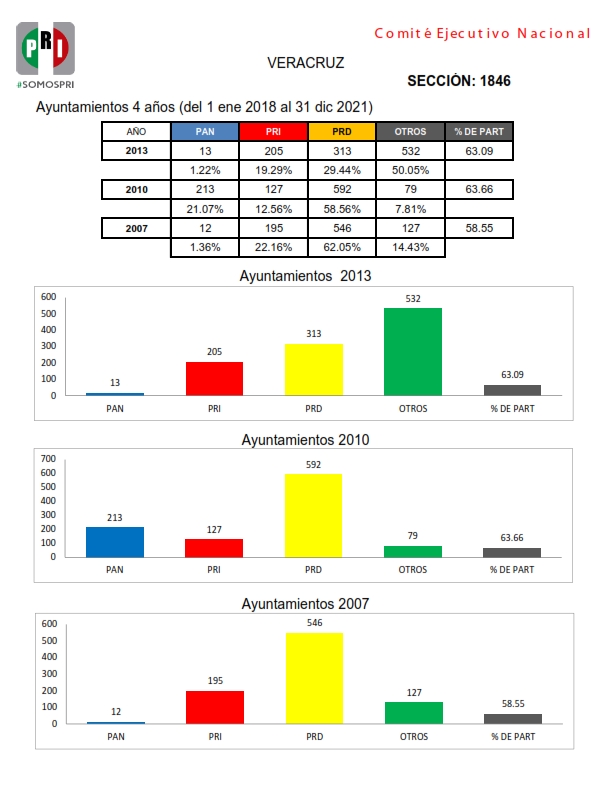 Comité Ejecutivo Nacional
PRI
#SOMOSPRI
VERACRUZ
SECCIÓN: 1846
Ayuntamientos 4 años (del 1 ene 2018 al 31 dic 2021)
AÑO PAN PRI PRD OTROS % DE PART
2013 13 205 313 532 63.09
1.22% 19.29% 29.44% 50.05%
2010 213 127 592 79 63.66
21.07% 12.56% 58.56% 7.81%
2007 12 195 546 127 58.55
1.36% 22.16% 62.05% 14.43%
Ayuntamientos 2013
600
500
400
300
200
100
0
13 205 313 532 63.09
PAN PRI PRD OTROS % DE PART
Ayuntamientos 2010
700
600
500
400
300
200
100
0
213 127 592 79 63.66
PAN PRI PRD OTROS % DE PART
Ayuntamientos 2007
600
500
400
300
200
100
0
12 195 546 127 58.55
PAN PRI PRD OTROS % DE PART